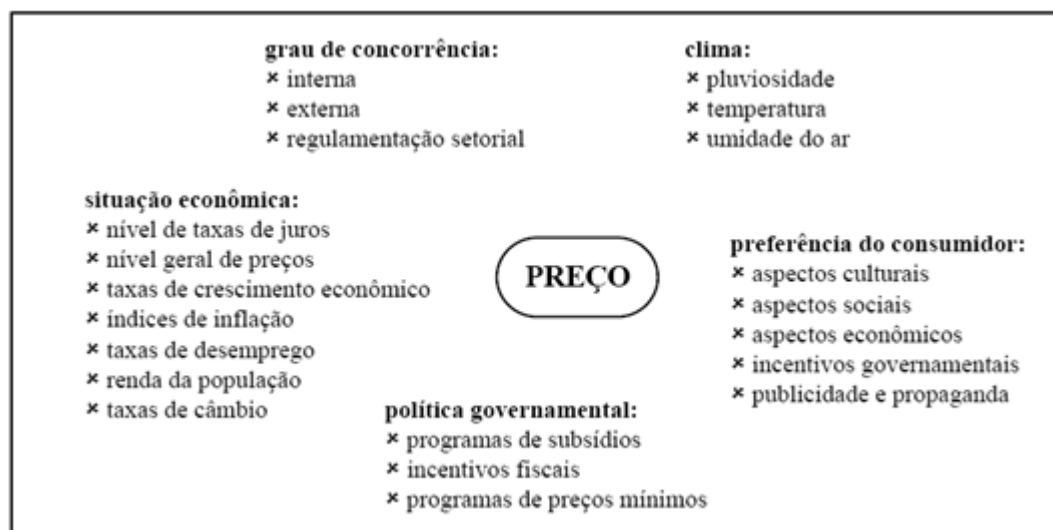 grau de concorrência:
× interna
× externa
× regulamentação setorial
clima:
× pluviosidade
× temperatura
× umidade do ar
situação econômica:
× nível de taxas de juros
× nível geral de preços
× taxas de crescimento econômico
× índices de inflação
× taxas de desemprego
× renda da população
× taxas de câmbio
PREÇO
preferência do consumidor:
× aspectos culturais
× aspectos sociais
× aspectos econômicos
× incentivos governamentais
× publicidade e propaganda
política governamental:
× programas de subsídios
× incentivos fiscais
× programas de preços mínimos